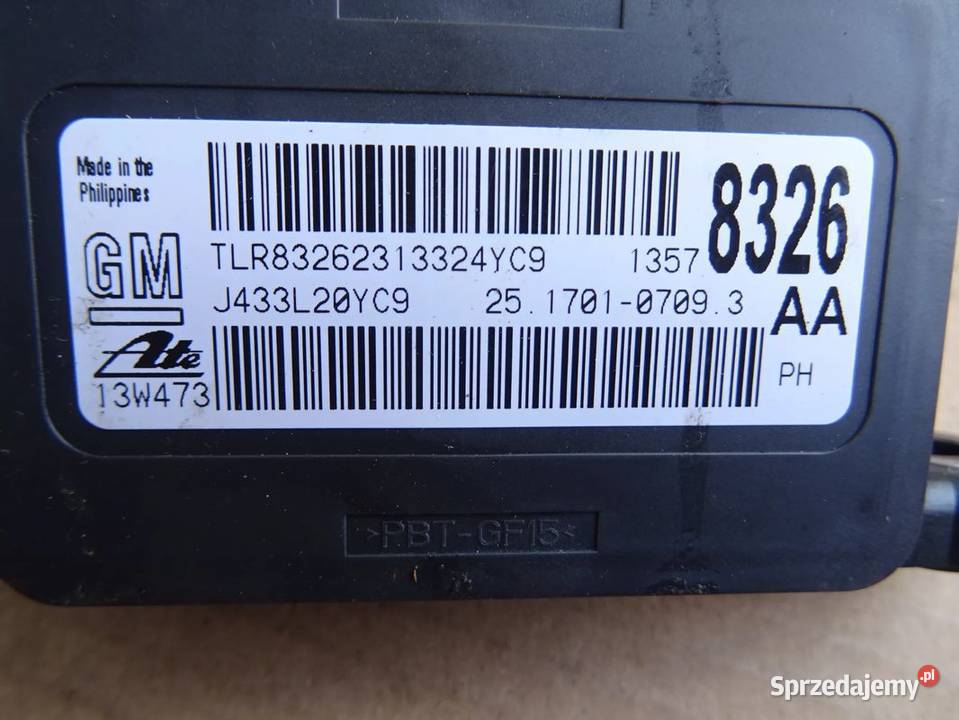 Made in the
Philippines
8326
GM
TLR83262313324YC9 1357
J433L20YC9 25.1701-0709.3
AA
Ate
13W473
PH
>PBT-GF15<
Sprzedajemy.pl